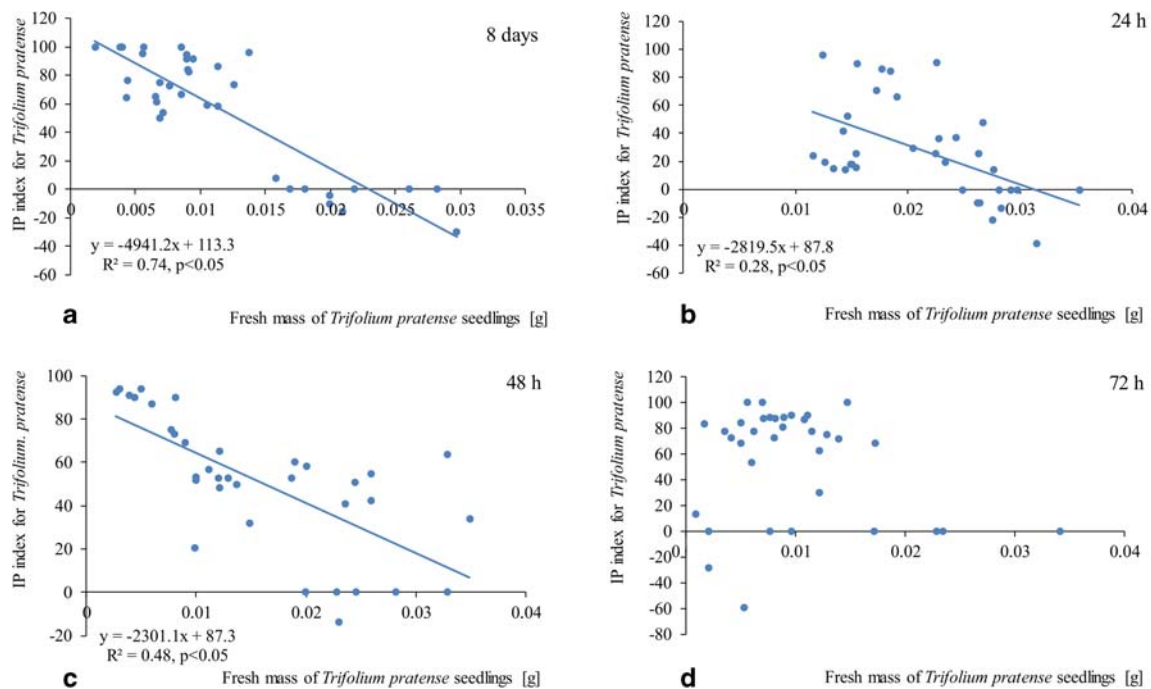 120
100
80
60
40
20
0
-20
-40
-60
IP index for Trifolium pratense
8 days
0 0.005 0.01 0.015 0.02 0.025 0.03 0.035
y = -4941.2x + 113.3
R² = 0.74, p<0.05
a
Fresh mass of Trifolium pratense seedlings [g]
120
100
80
60
40
20
0
-20
-40
-60
IP index for Trifolium pratense
24 h
0 0.01 0.02 0.03 0.04
y = -2819.5x + 87.8
R² = 0.28, p<0.05
b
Fresh mass of Trifolium pratense seedlings [g]
100
80
60
40
20
0
-20
IP index for Trifolium. pratense
48 h
0 0.01 0.02 0.03 0.04
y = -2301.1x + 87.3
R² = 0.48, p<0.05
c
Fresh mass of Trifolium pratense seedlings [g]
120
100
80
60
40
20
0
-20
-40
-60
-80
IP index for Trifolium pratense
72 h
0 0.01 0.02 0.03 0.04
d
Fresh mass of Trifolium pratense seedlings [g]